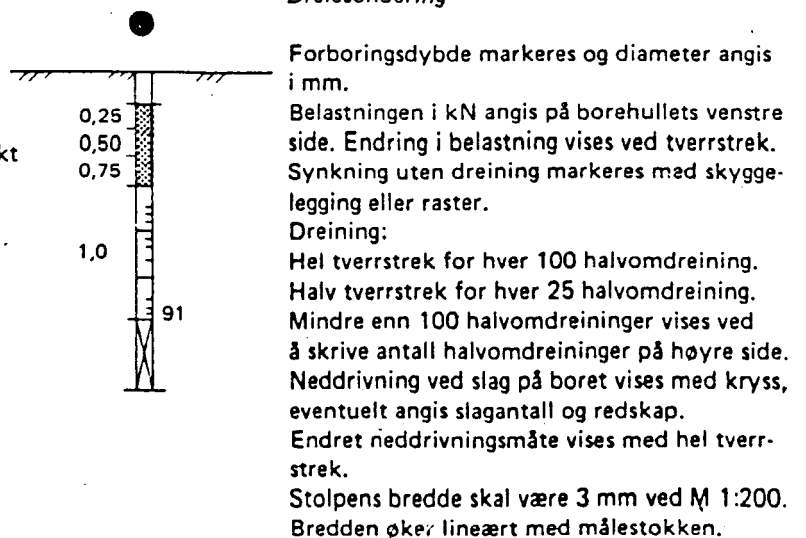 Forboringsdybde markeres og diameter angis
i mm.
Belastningen i kN angis på borehullets venstre
side. Endring i belastning vises ved tverrstrek.
Synkning uten dreining markeres med skygge-
legging eller raster.
Dreining:
Hel tverrstrek for hver 100 halvomdreining.
Halv tverrstrek for hver 25 halvomdreining.
Mindre enn 100 halvomdreininger vises ved
å skrive antall halvomdreininger på høyre side.
Neddrivning ved slag på boret vises med kryss,
eventuelt angis slagantall og redskap.
Endret neddrivningsmåte vises med hel tverr-
strek.
Stolpens bredde skal være 3 mm ved M 1:200.
Bredden øker lineært med målestokken.
0,25
0,50
kt
0,75
1,0
91